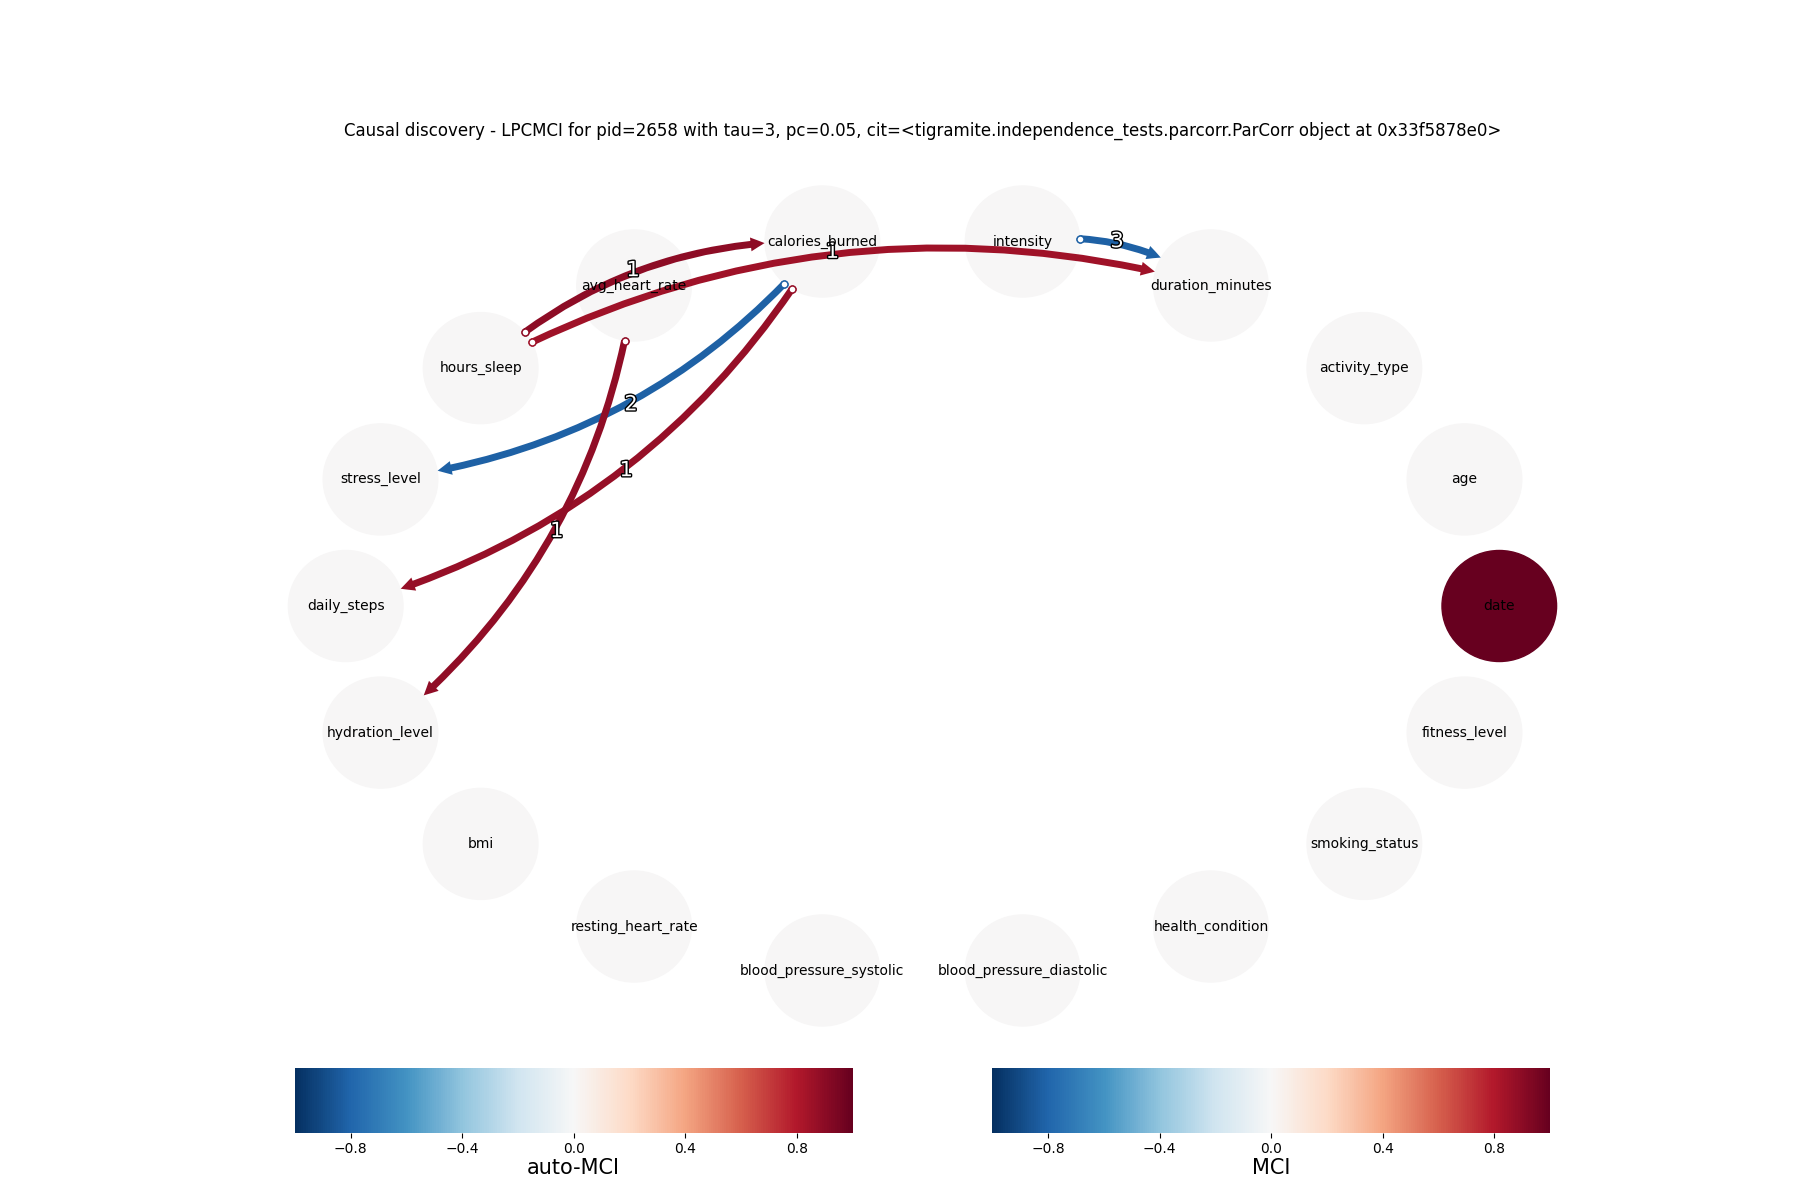 Causal discovery - LPCMCI for pid=2658 with tau=3, pc=0.05, cit=<tigramite.independence_tests.parcorr.ParCorr object at 0x33f5878e0>
calories_burned
intensity
3
1
1
avg_heart_rate
duration_minutes
hours_sleep
activity_type
2
1
stress_level
age
1
daily_steps
date
hydration_level
fitness_level
bmi
smoking_status
resting_heart_rate
health_condition
blood_pressure_systolic
blood_pressure_diastolic
−0.8 −0.4 0.0 0.4 0.8
auto-MCI
−0.8 −0.4 0.0 0.4 0.8
MCI